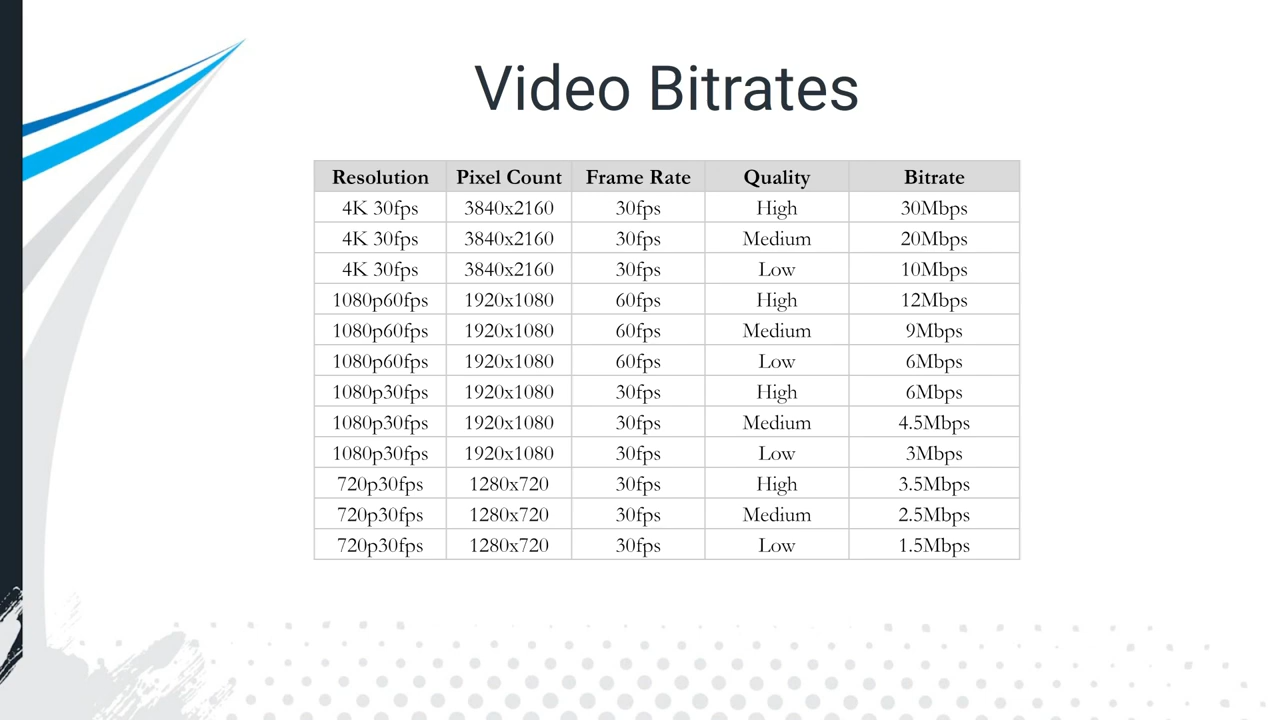 Video Bitrates
Resolution Pixel Count Frame Rate Quality Bitrate
4K 30fps 3840x2160 30fps High 30Mbps
4K 30fps 3840x2160 30fps Medium 20Mbps
4K 30fps 3840x2160 30fps Low 10Mbps
1080p60fps 1920x1080 60fps High 12Mbps
1080p60fps 1920x1080 60fps Medium 9Mbps
1080p60fps 1920x1080 60fps Low 6Mbps
1080p30fps 1920x1080 30fps High 6Mbps
1080p30fps 1920x1080 30fps Medium 4.5Mbps
1080p30fps 1920x1080 30fps Low 3Mbps
720p30fps 1280x720 30fps High 3.5Mbps
720p30fps 1280x720 30fps Medium 2.5Mbps
720p30fps 1280x720 30fps Low 1.5Mbps